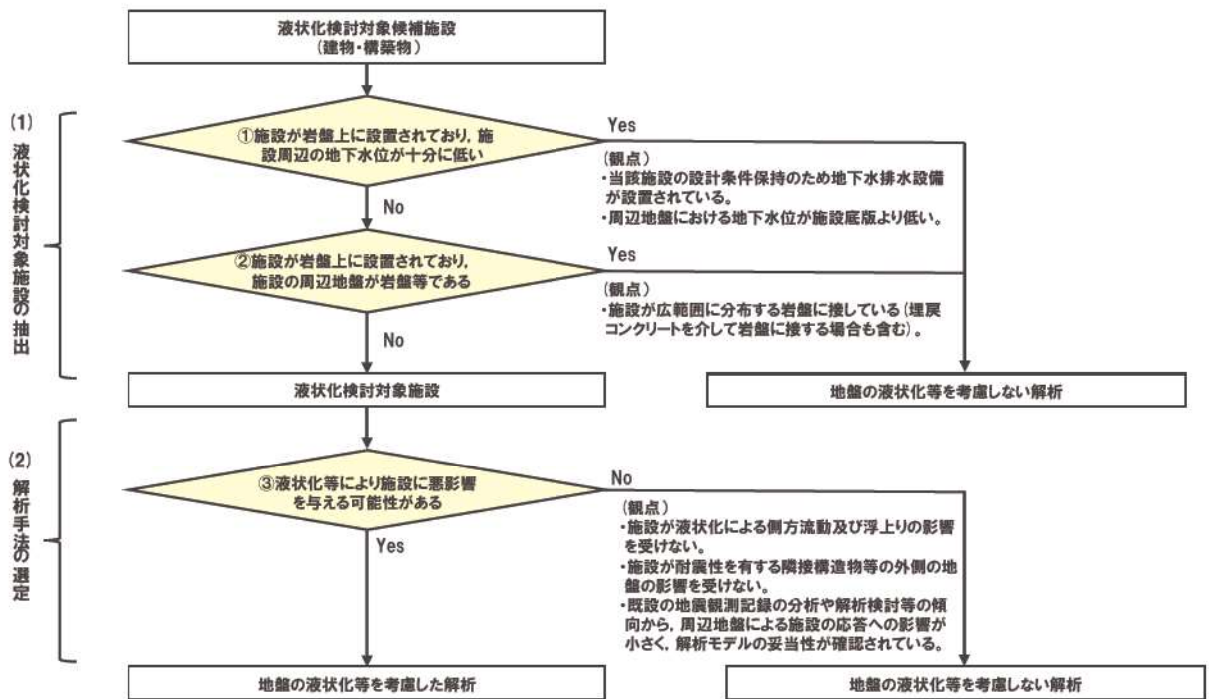 液状化検討対象候補施設
(建物・構築物)
(1)
液状化検討対象施設の抽出
①施設が岩盤上に設置されており，施
設周辺の地下水位が十分に低い
Yes
(観点)
・当該施設の設計条件保持のため地下水排水設備
が設置されている。
・周辺地盤における地下水位が施設底版より低い。
No
②施設が岩盤上に設置されており，
施設の周辺地盤が岩盤等である
Yes
(観点)
・施設が広範囲に分布する岩盤に接している(埋戻
コンクリートを介して岩盤に接する場合も含む)。
No
液状化検討対象施設
地盤の液状化等を考慮しない解析
(2)
解析手法の選定
③液状化等により施設に悪影響
を与える可能性がある
No
(観点)
・施設が液状化による側方流動及び浮上りの影響
を受けない。
・施設が耐震性を有する隣接構造物等の外側の地
盤の影響を受けない。
・既設の地震観測記録の分析や解析検討等の傾
向から，周辺地盤による施設の応答への影響が
小さく，解析モデルの妥当性が確認されている。
Yes
地盤の液状化等を考慮した解析
地盤の液状化等を考慮しない解析